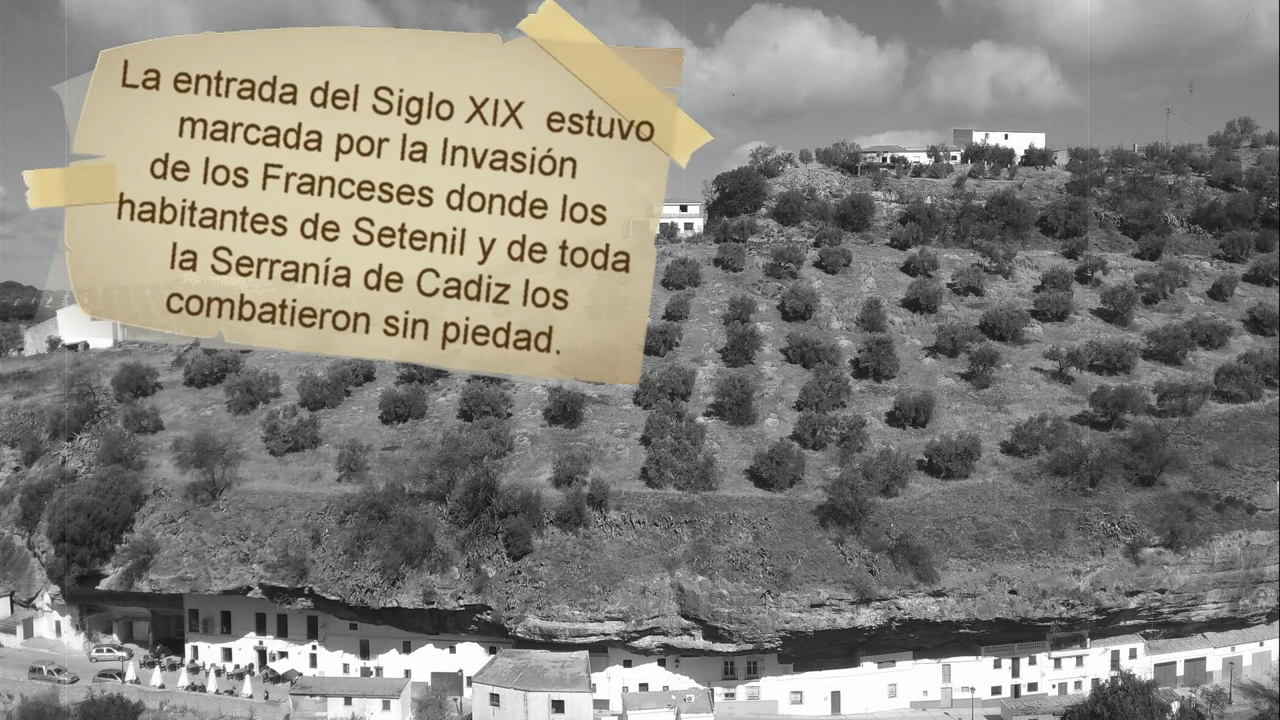 La entrada del Siglo XIX estuvo
marcada por la Invasión
de los Franceses donde los
habitantes de Setenil y de toda
la Serranía de Cadiz los
combatieron sin piedad.